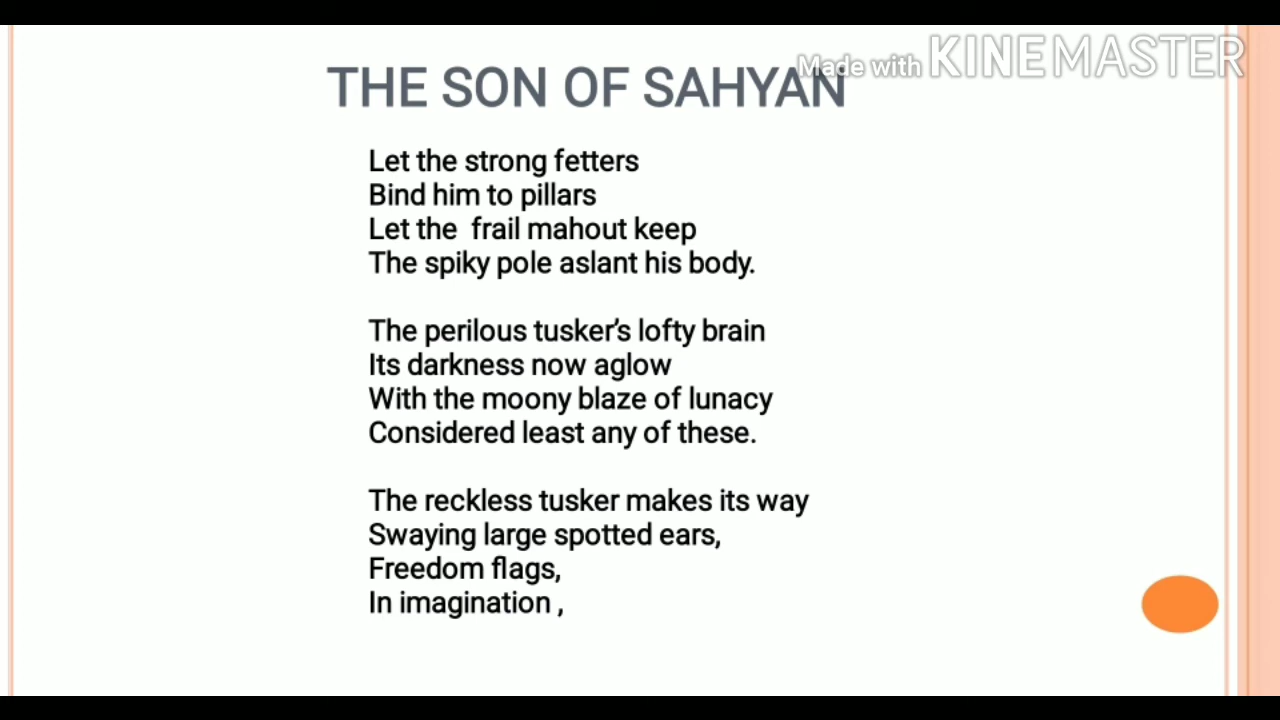 Made with KINEMASTER
THE SON OF SAHYAN
Let the strong fetters
Bind him to pillars
Let the frail mahout keep
The spiky pole aslant his body.
The perilous tusker's lofty brain
Its darkness now aglow
With the moony blaze of lunacy
Considered least any of these.
The reckless tusker makes its way
Swaying large spotted ears,
Freedom flags,
In imagination ,